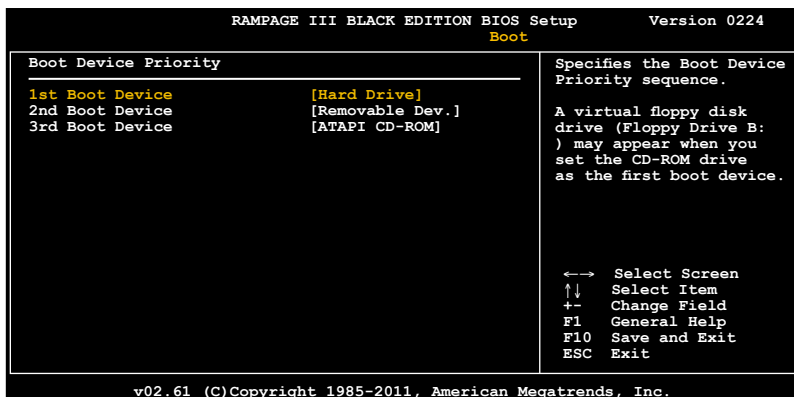 RAMPAGE III BLACK EDITION BIOS Setup Version 0224
Boot
Boot Device Priority
1st Boot Device [Hard Drive]
2nd Boot Device [Removable Dev.]
3rd Boot Device [ATAPI CD-ROM]
Specifies the Boot Device
Priority sequence.
A virtual floppy disk
drive (Floppy Drive B:
) may appear when you
set the CD-ROM drive
as the first boot device.
←→ Select Screen
↑↓ Select Item
+- Change Field
F1 General Help
F10 Save and Exit
ESC Exit
v02.61 (C)Copyright 1985-2011, American Megatrends, Inc.